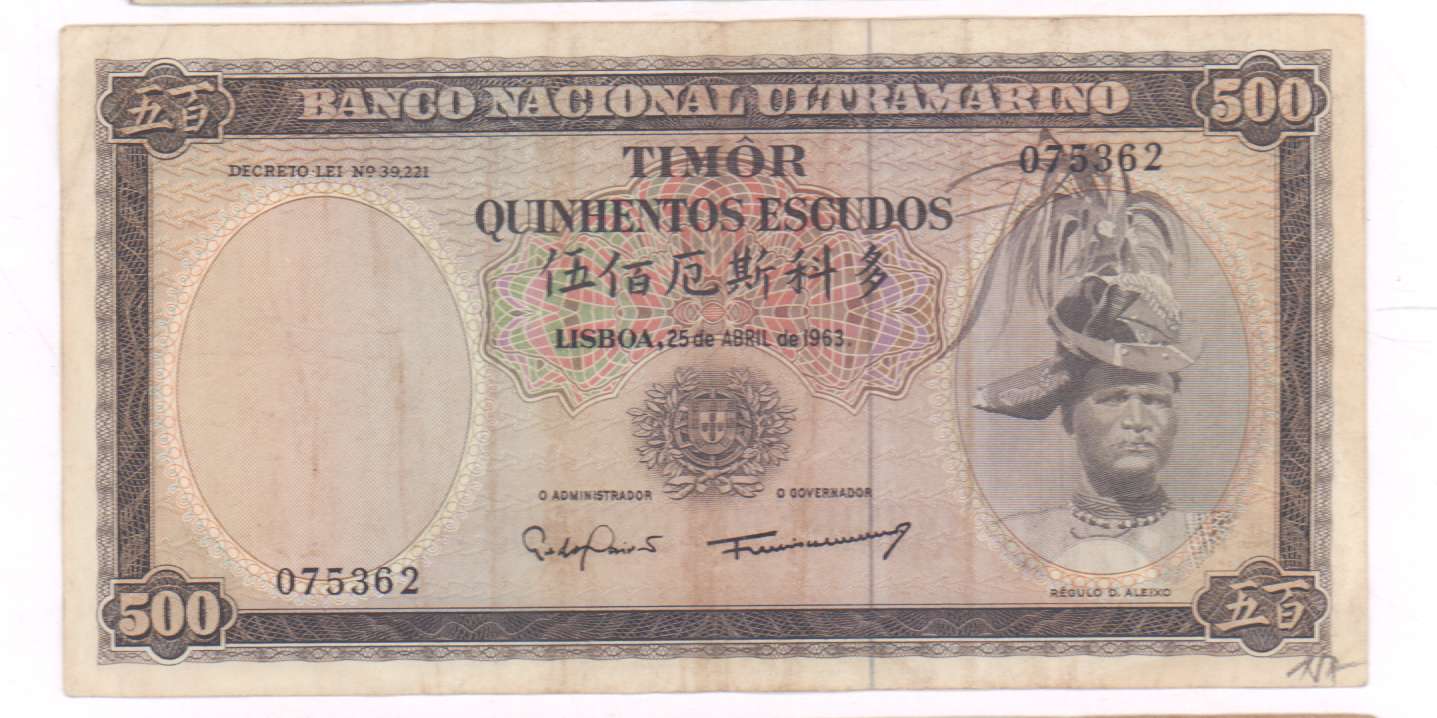 五百 BANCO NACIONAL ULTRAMARINO 500
DECRETO-LEI Nº 39,221
TIMÔR
075362
QUINHENTOS ESCUDOS
伍佰厄斯科多
LISBOA, 25 de ABRIL de 1963.
O ADMINISTRADOR
O GOVERNADOR
075362
RÉGULO D. ALEIXO
500
五百